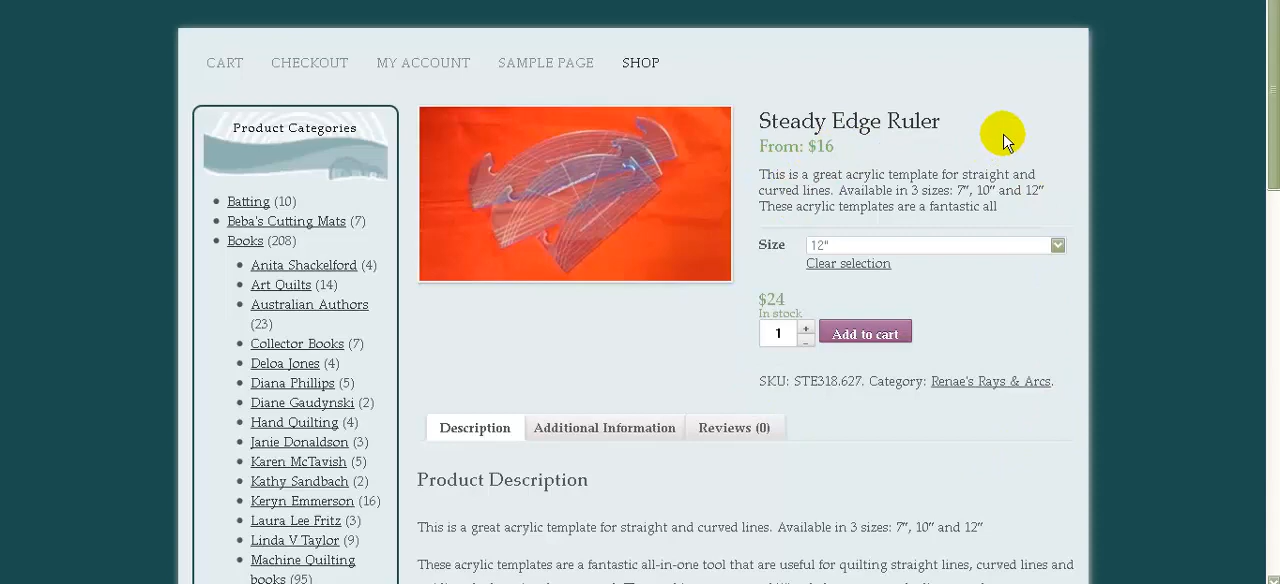 CART CHECKOUT MY ACCOUNT SAMPLE PAGE SHOP
Product Categories
Batting (10)
Beba's Cutting Mats (7)
Books (208)
Anita Shackelford (4)
Art Quilts (14)
Australian Authors
(23)
Collector Books (7)
Deloa Jones (4)
Diana Phillips (5)
Diane Gaudynski (2)
Hand Quilting (4)
Janie Donaldson (3)
Karen McTavish (5)
Kathy Sandbach (2)
Keryn Emmerson (16)
Laura Lee Fritz (3)
Linda V Taylor (9)
Machine Quilting
books (95)
Steady Edge Ruler
From: $16
This is a great acrylic template for straight and
curved lines. Available in 3 sizes: 7", 10" and 12"
These acrylic templates are a fantastic all
Size 12"
Clear selection
$24
In stock
1 + - Add to cart
SKU: STE318.627. Category: Renae's Rays & Arcs.
Description Additional Information Reviews (0)
Product Description
This is a great acrylic template for straight and curved lines. Available in 3 sizes: 7", 10" and 12"
These acrylic templates are a fantastic all-in-one tool that are useful for quilting straight lines, curved lines and